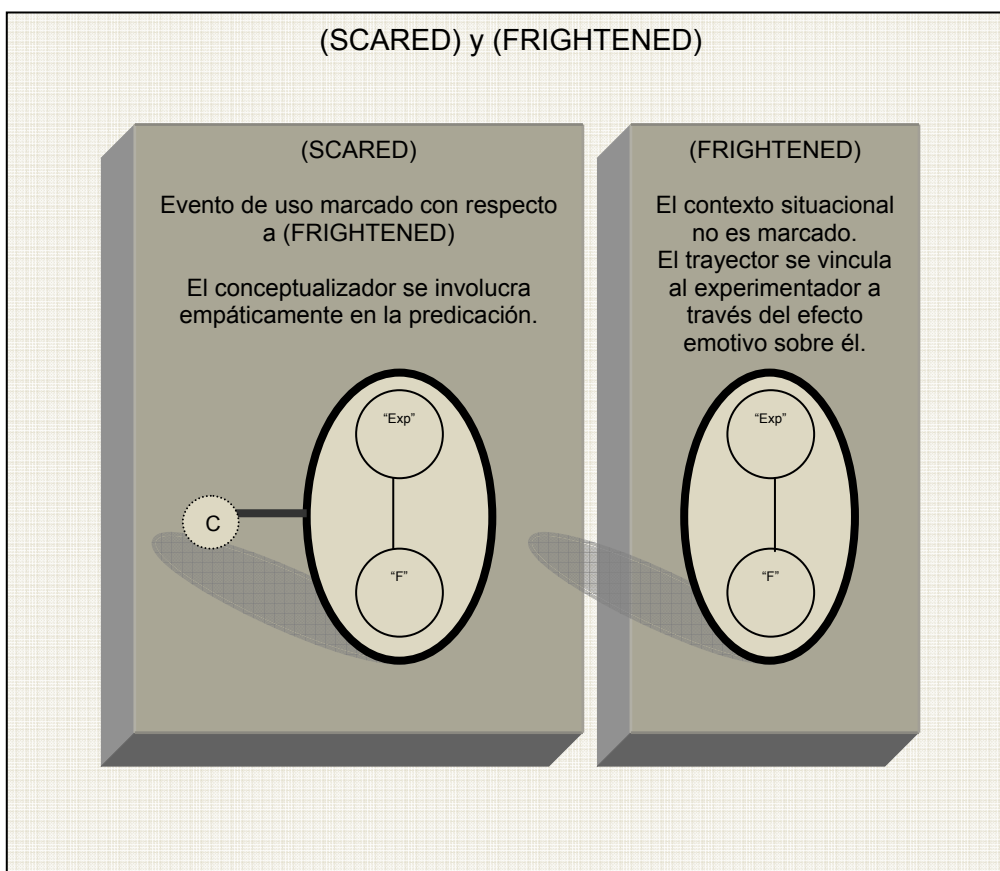 (SCARED) y (FRIGHTENED)
(SCARED)
Evento de uso marcado con respecto
a (FRIGHTENED)
El conceptualizador se involucra
empáticamente en la predicación.
"Exp"
C
"F"
(FRIGHTENED)
El contexto situacional
no es marcado.
El trayector se vincula
al experimentador a
través del efecto
emotivo sobre él.
"Exp"
"F"